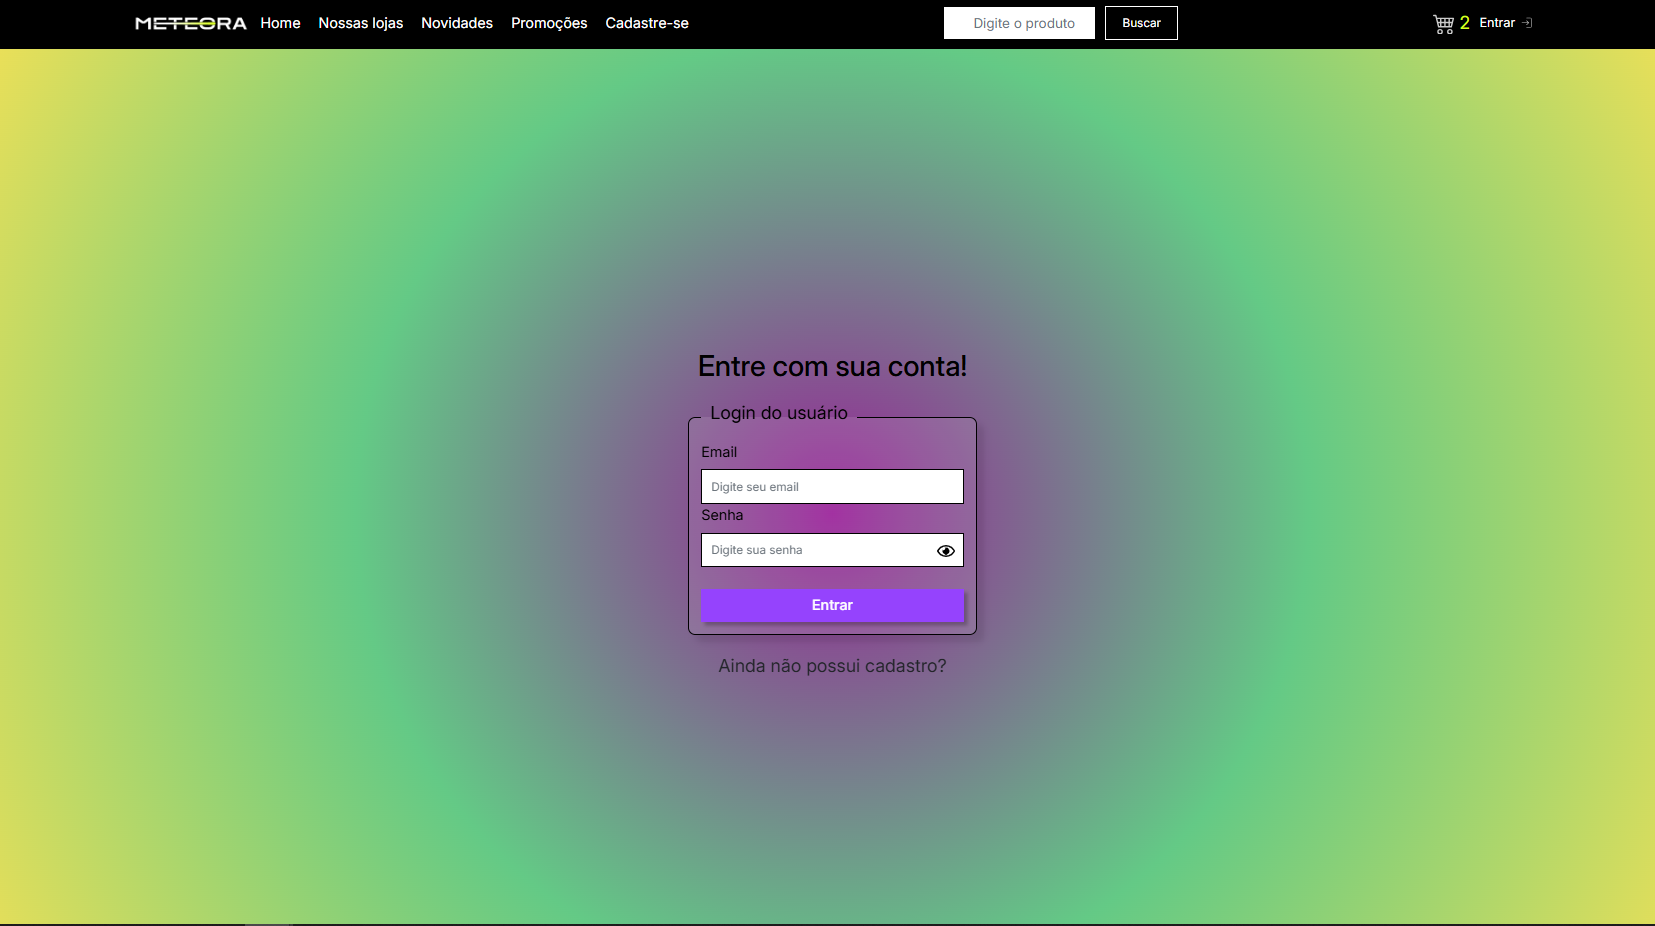 METEORA Home Nossas lojas Novidades Promoções Cadastre-se Digite o produto Buscar 2 Entrar
Entre com sua conta!
Login do usuário
Email
Digite seu email
Senha
Digite sua senha
Entrar
Ainda não possui cadastro?